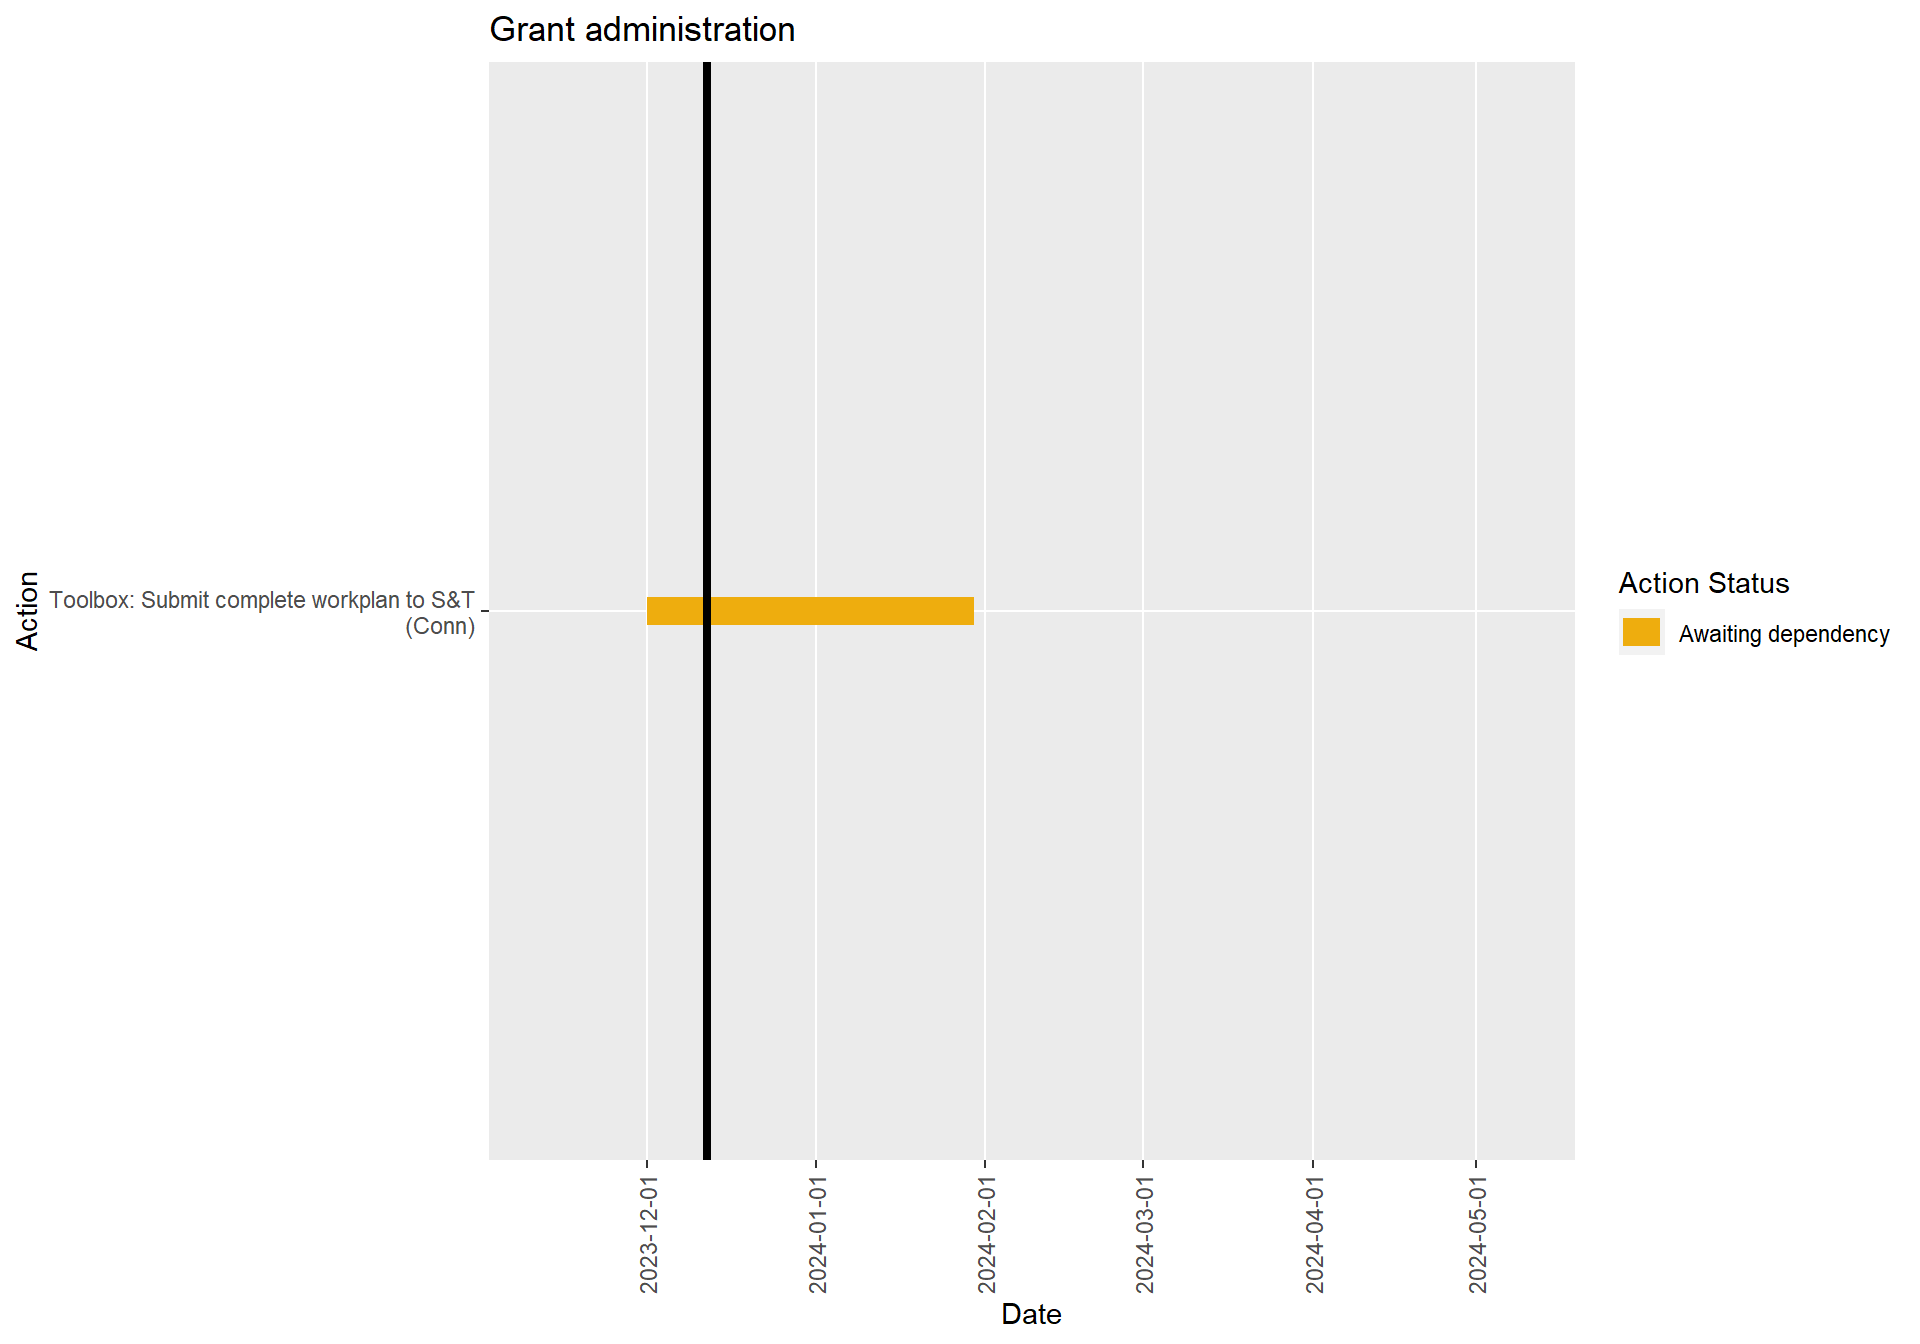 Grant administration
Action
Toolbox: Submit complete workplan to S&T
(Conn)
Action Status
Awaiting dependency
2023-12-01
2024-01-01
2024-02-01
2024-03-01
2024-04-01
2024-05-01
Date